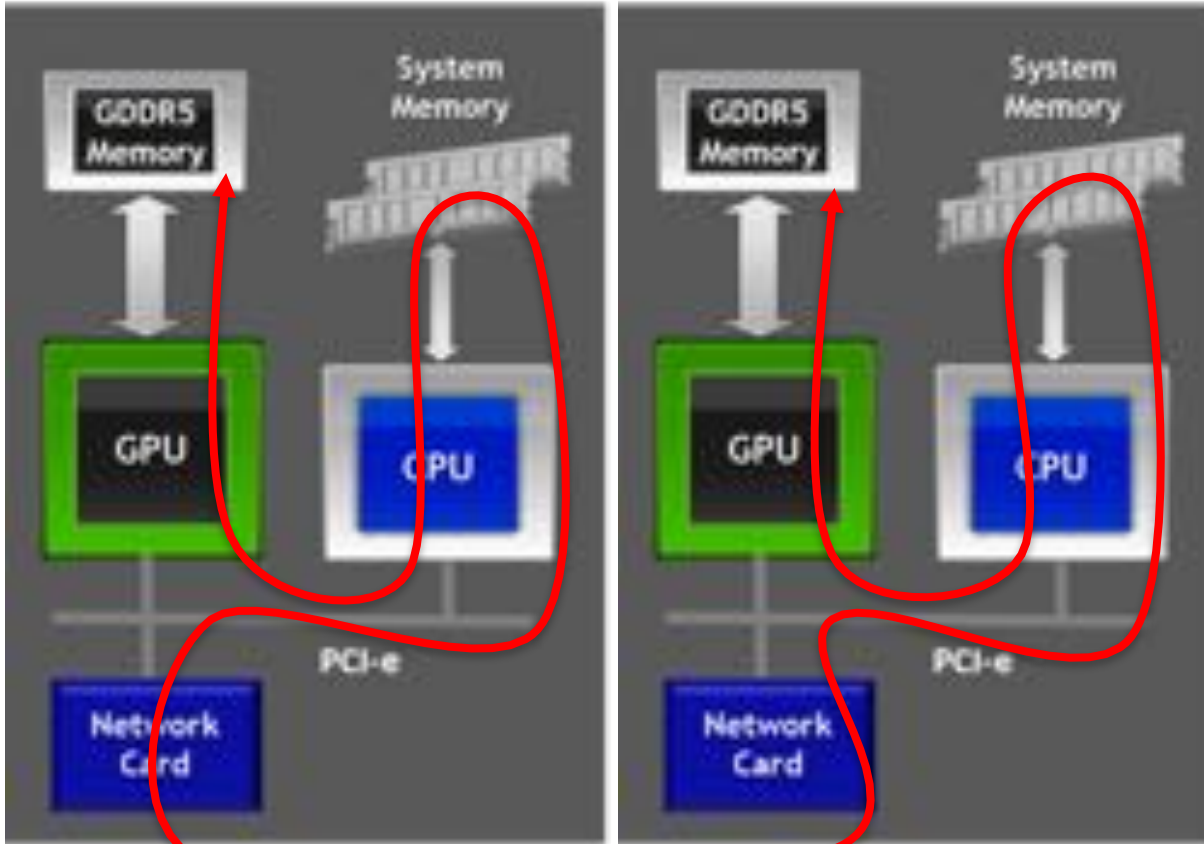 GDDR5
Memory
System
Memory
GPU
CPU
PCI-e
Network
Card
GDDR5
Memory
System
Memory
GPU
CPU
PCI-e
Network
Card